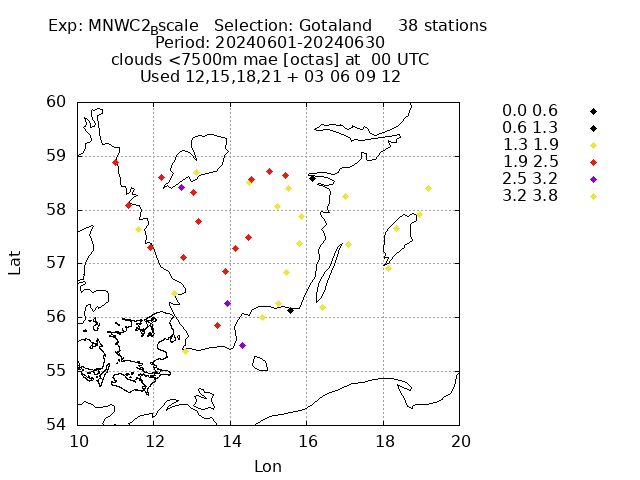 Exp: MNWC2_Bscale Selection: Gotaland 38 stations
Period: 20240601-20240630
clouds <7500m mae [octas] at 00 UTC
Used 12,15,18,21 + 03 06 09 12
60
59
58
57
56
55
54
Lat
10 12 14 16 18 20
Lon
0.0 0.6
0.6 1.3
1.3 1.9
1.9 2.5
2.5 3.2
3.2 3.8